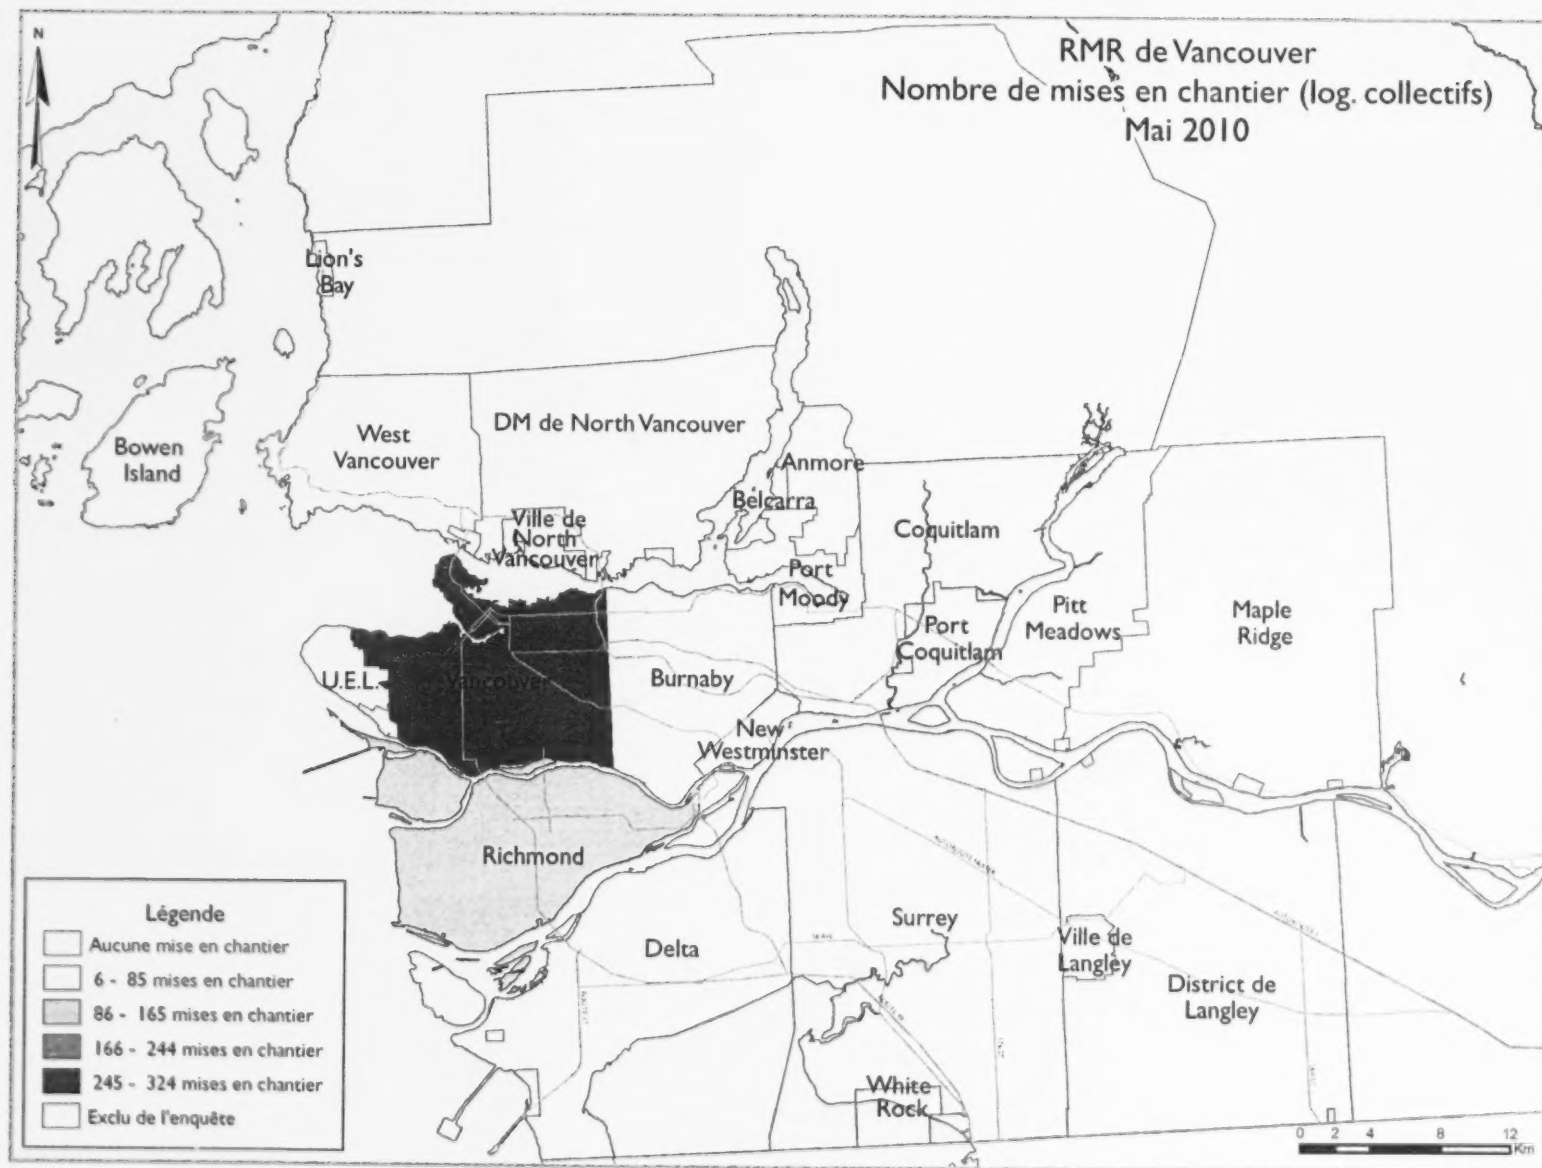 N
RMR de Vancouver
Nombre de mises en chantier (log. collectifs)
Mai 2010
Lion's
Bay
Bowen
Island
West
Vancouver
DM de North Vancouver
Anmore
Belcarra
Ville de
North
Vancouver
Coquitlam
Port
Moody
Port
Coquitlam
Pitt
Meadows
Maple
Ridge
U.E.L.
Vancouver
Burnaby
New
Westminster
Richmond
Delta
Surrey
Ville de
Langley
District de
Langley
White
Rock
Légende
Aucune mise en chantier
6 - 85 mises en chantier
86 - 165 mises en chantier
166 - 244 mises en chantier
245 - 324 mises en chantier
Exclu de l'enquête
0 2 4 8 12
Km